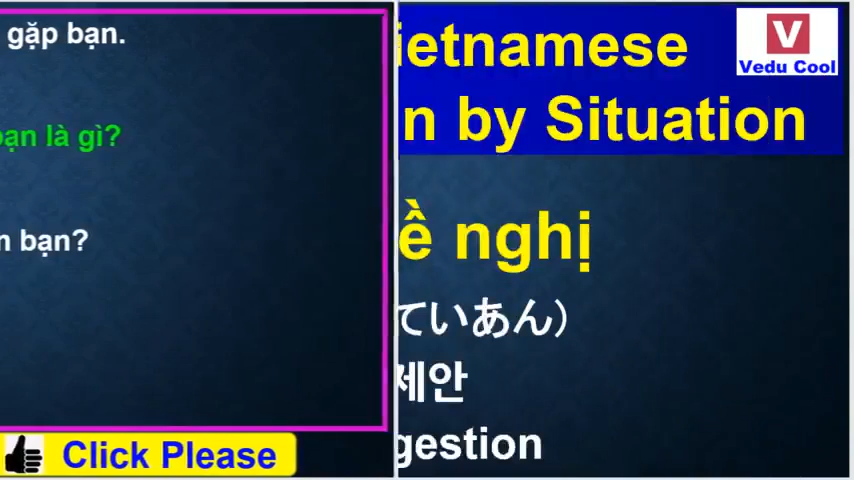 gặp bạn.
bạn là gì?
bạn?
Click Please
ietnamese
n by Situation
V
Vedu Cool
ề nghị
ていあん）
제안
gestion